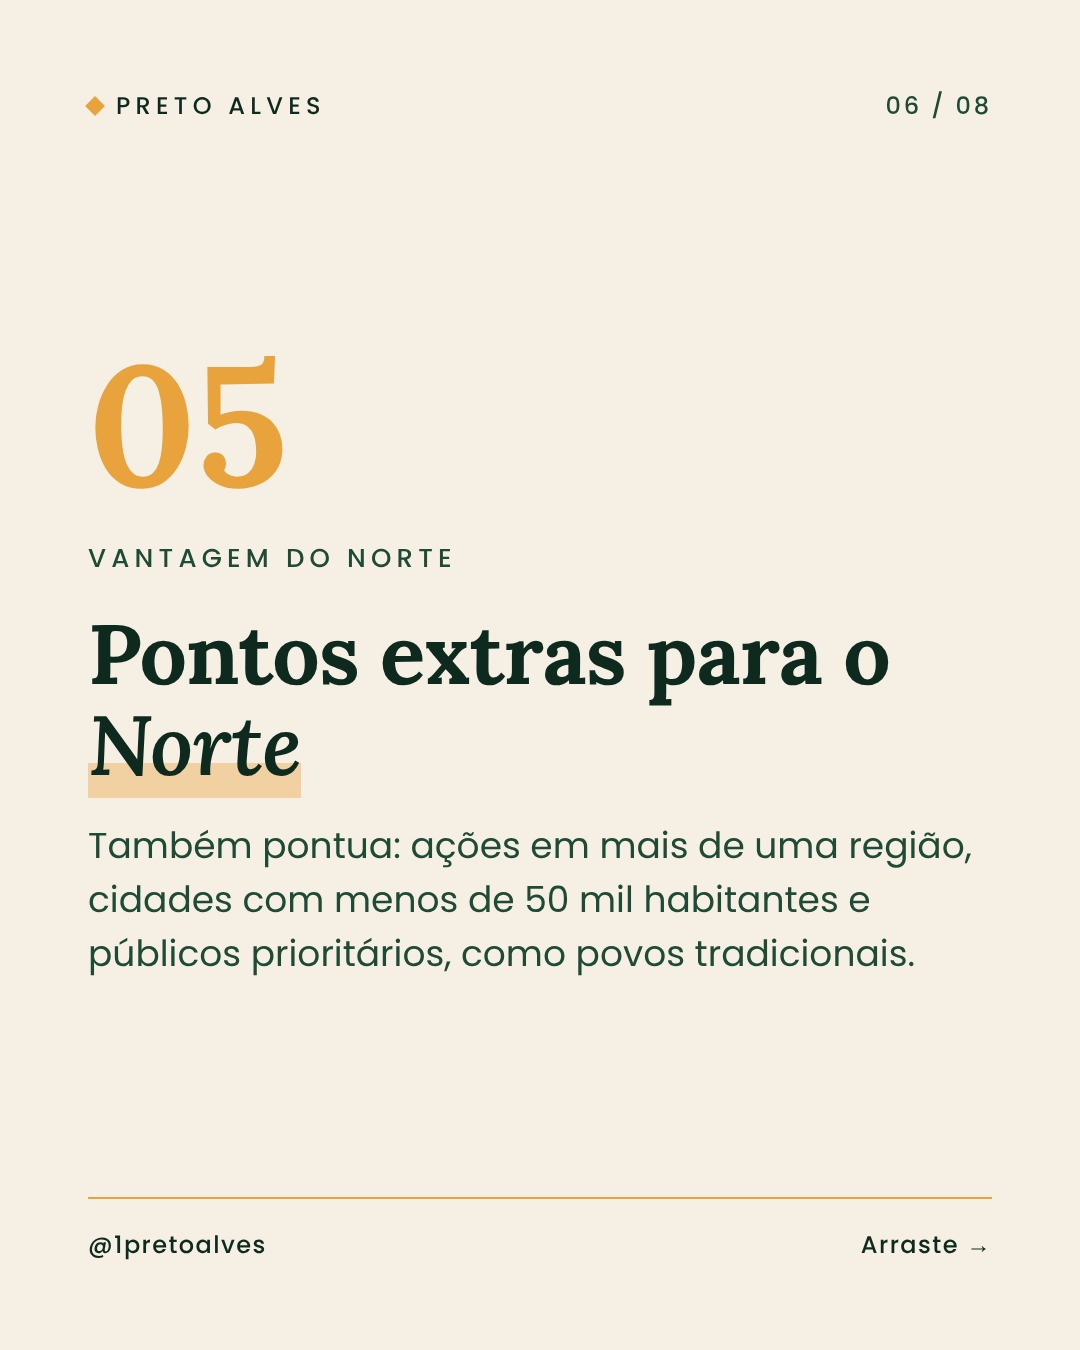 PRETO ALVES
06 / 08
05
VANTAGEM DO NORTE
Pontos extras para o
Norte
Também pontua: ações em mais de uma região,
cidades com menos de 50 mil habitantes e
públicos prioritários, como povos tradicionais.
@1pretoalves
Arraste →